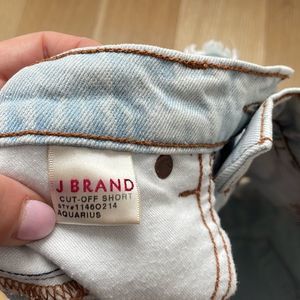 J BRAND
CUT-OFF SHORT
STY#11460214
AQUARIUS